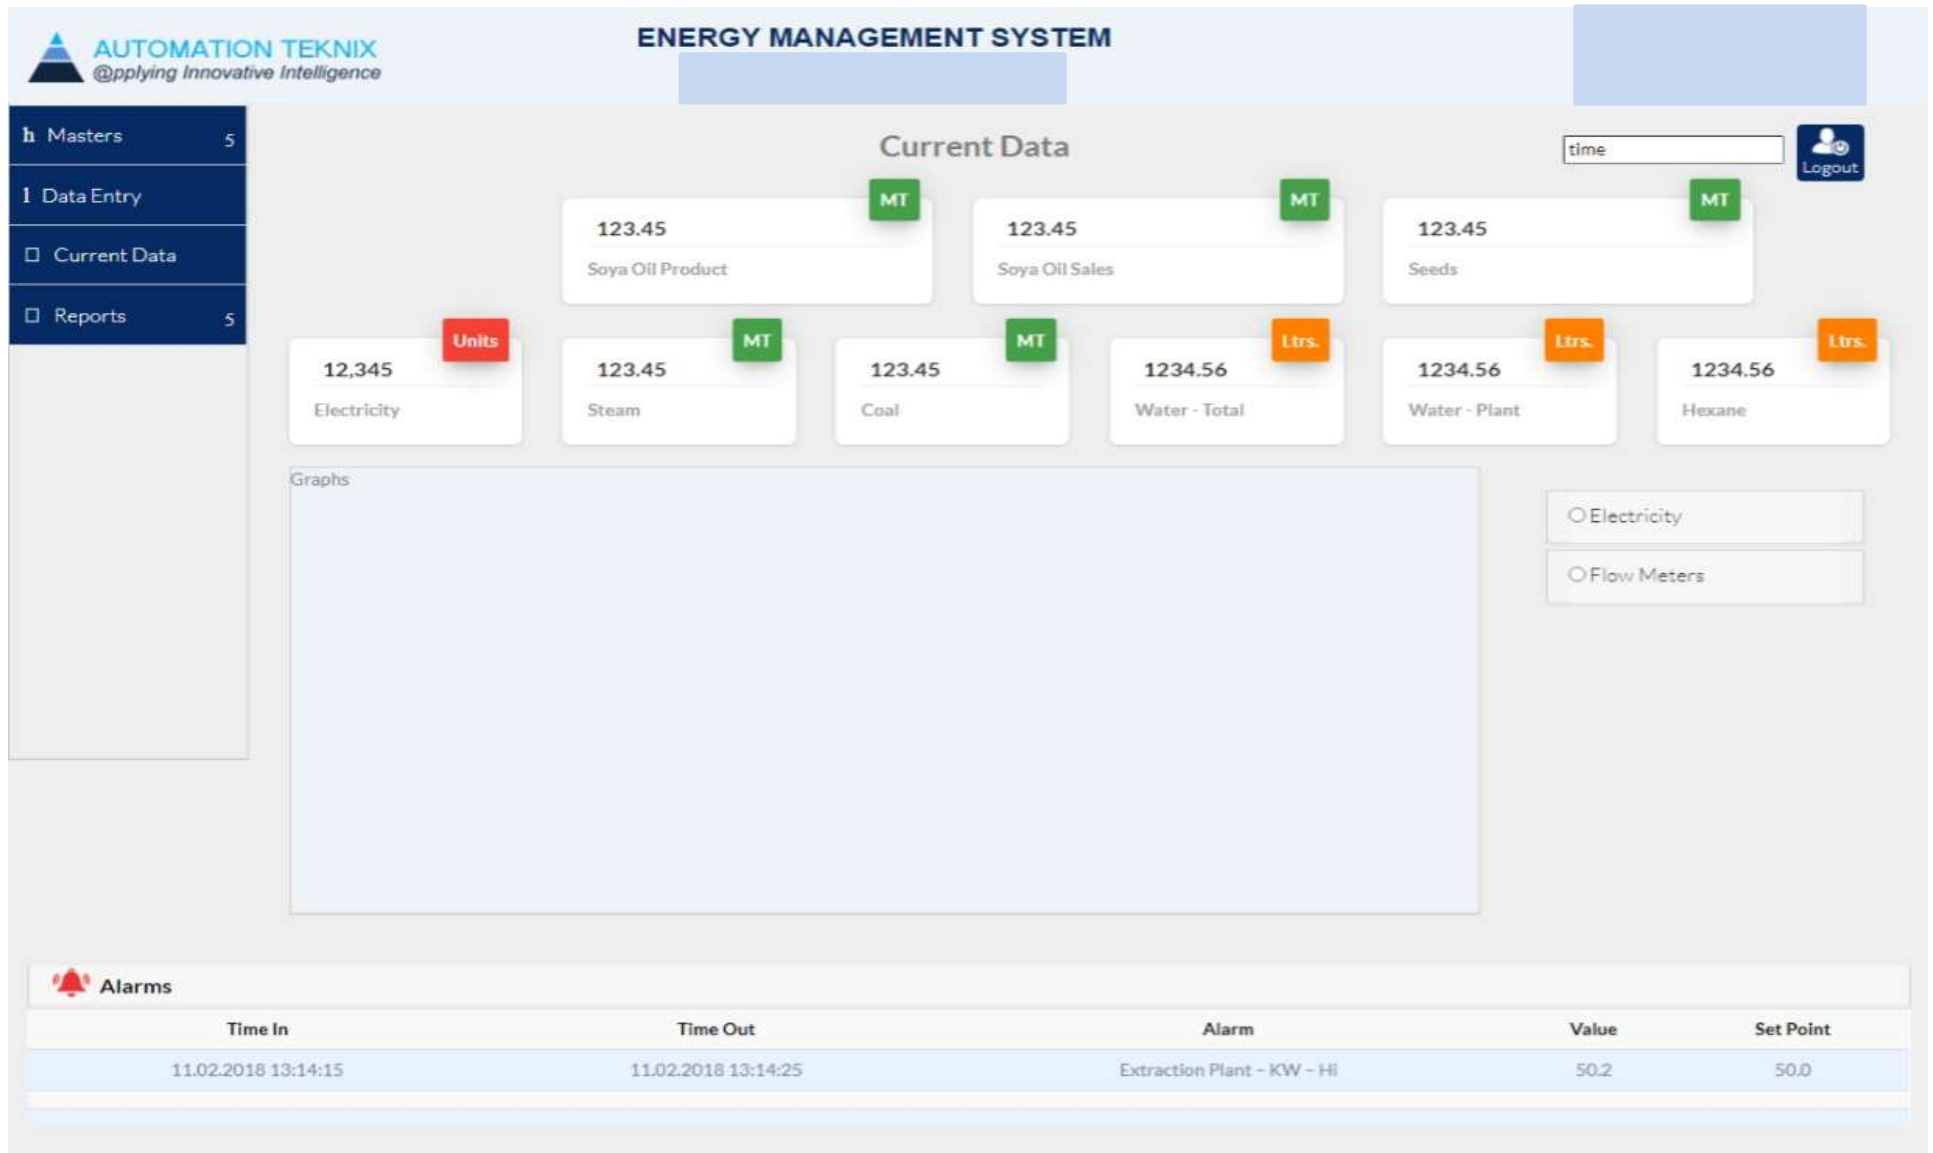 AUTOMATION TEKNIX
@pplying Innovative Intelligence
ENERGY MANAGEMENT SYSTEM
h Masters 5
l Data Entry
Current Data
Reports 5
Current Data
time
Logout
MT
123.45
Soya Oil Product
MT
123.45
Soya Oil Sales
MT
123.45
Seeds
Units
12,345
Electricity
MT
123.45
Steam
MT
123.45
Coal
Ltrs.
1234.56
Water - Total
Ltrs.
1234.56
Water - Plant
Ltrs.
1234.56
Hexane
Graphs
Electricity
Flow Meters
Alarms
Time In Time Out Alarm Value Set Point
11.02.2018 13:14:15 11.02.2018 13:14:25 Extraction Plant – KW – Hi 50.2 50.0